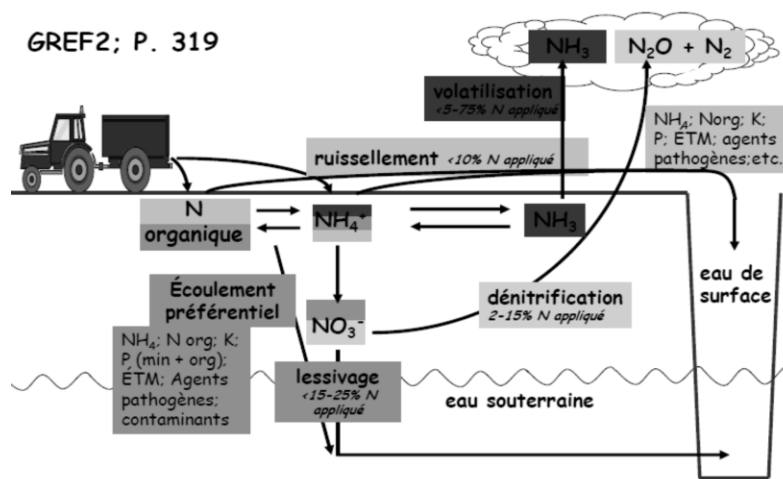 GREF2; P. 319
NH₃
N₂O + N₂
volatilisation
<5-75% N appliqué
NH₄; Norg; K;
P; ÉTM; agents
pathogènes;etc.
ruissellement <10% N appliqué
N
organique
NH₄⁺
NH₃
eau de
surface
Écoulement
préférentiel
dénitrification
2-15% N appliqué
NO₃⁻
NH₄; N org; K;
P (min + org);
ÉTM; Agents
pathogènes;
contaminants
lessivage
<15-25% N
appliqué
eau souterraine